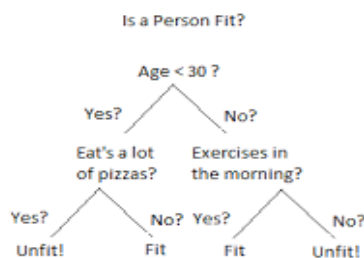 Is a Person Fit?
Age < 30 ?
Yes? No?
Eat's a lot Exercises in
of pizzas? the morning?
Yes? No? Yes? No?
Unfit! Fit Fit Unfit!